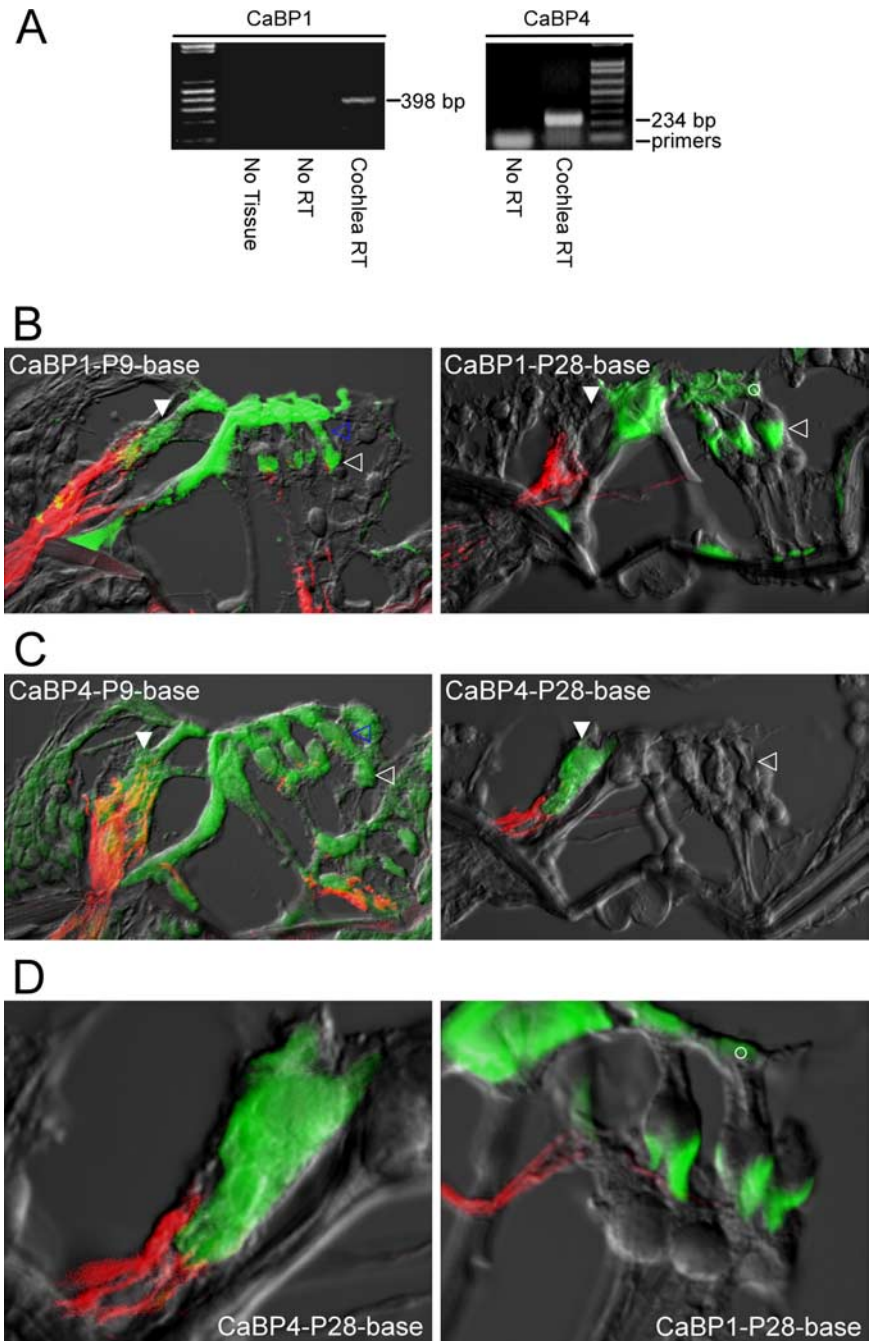 A
CaBP1
CaBP4
398 bp
234 bp
primers
No Tissue
No RT
Cochlea RT
No RT
Cochlea RT
B
CaBP1-P9-base
CaBP1-P28-base
C
CaBP4-P9-base
CaBP4-P28-base
D
CaBP4-P28-base
CaBP1-P28-base